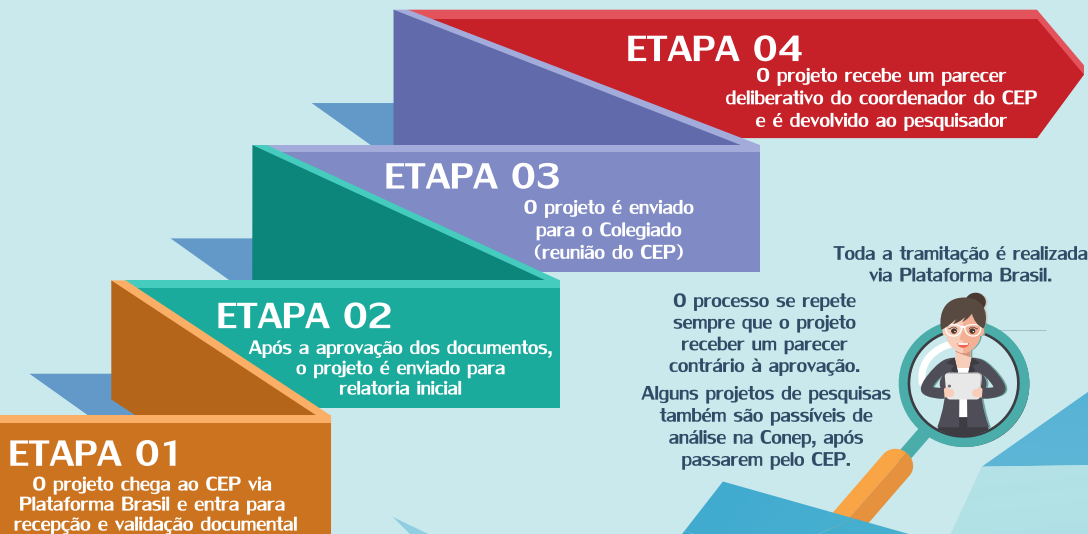 ETAPA 04
O projeto recebe um parecer
deliberativo do coordenador do CEP
e é devolvido ao pesquisador
ETAPA 03
O projeto é enviado
para o Colegiado
(reunião do CEP)
Toda a tramitação é realizada
via Plataforma Brasil.
O processo se repete
sempre que o projeto
receber um parecer
contrário à aprovação.
Alguns projetos de pesquisas
também são passíveis de
análise na Conep, após
passarem pelo CEP.
ETAPA 02
Após a aprovação dos documentos,
o projeto é enviado para
relatoria inicial
ETAPA 01
O projeto chega ao CEP via
Plataforma Brasil e entra para
recepção e validação documental